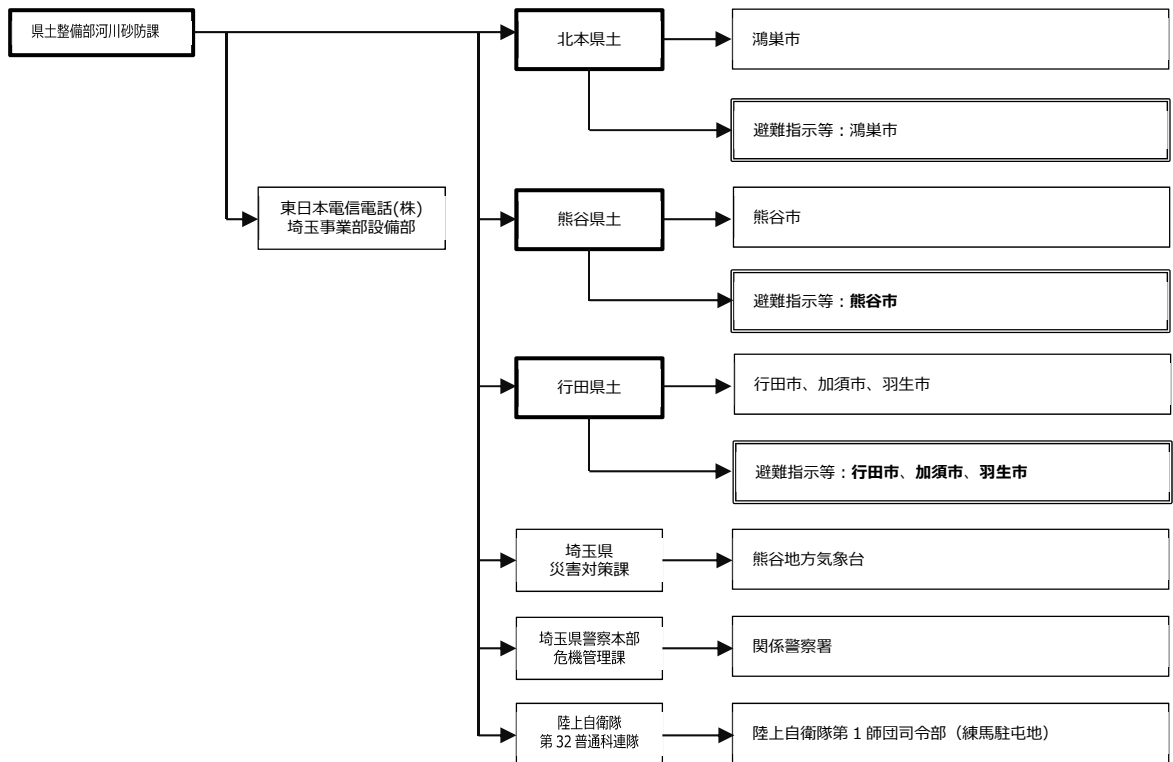 県土整備部河川砂防課
北本県土
鴻巣市
避難指示等：鴻巣市
東日本電信電話(株)
埼玉事業部設備部
熊谷県土
熊谷市
避難指示等：熊谷市
行田県土
行田市、加須市、羽生市
避難指示等：行田市、加須市、羽生市
埼玉県
災害対策課
熊谷地方気象台
埼玉県警察本部
危機管理課
関係警察署
陸上自衛隊
第32普通科連隊
陸上自衛隊第１師団司令部（練馬駐屯地）